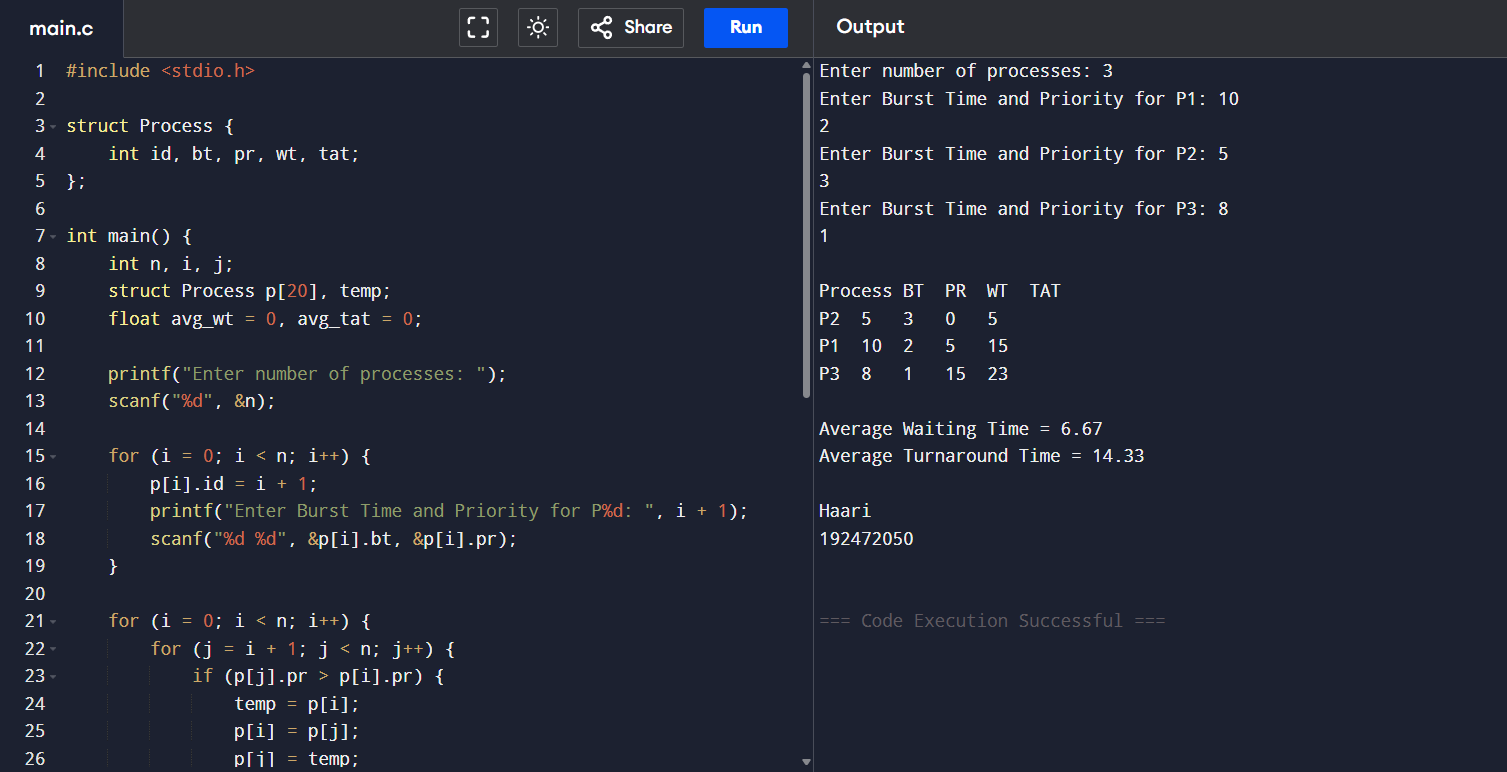 main.c
Share
Run
Output
1 #include <stdio.h>
2
3 struct Process {
4     int id, bt, pr, wt, tat;
5 };
6
7 int main() {
8     int n, i, j;
9     struct Process p[20], temp;
10     float avg_wt = 0, avg_tat = 0;
11
12     printf("Enter number of processes: ");
13     scanf("%d", &n);
14
15     for (i = 0; i < n; i++) {
16         p[i].id = i + 1;
17         printf("Enter Burst Time and Priority for P%d: ", i + 1);
18         scanf("%d %d", &p[i].bt, &p[i].pr);
19     }
20
21     for (i = 0; i < n; i++) {
22         for (j = i + 1; j < n; j++) {
23             if (p[j].pr > p[i].pr) {
24                 temp = p[i];
25                 p[i] = p[j];
26                 p[j] = temp;
Enter number of processes: 3
Enter Burst Time and Priority for P1: 10
2
Enter Burst Time and Priority for P2: 5
3
Enter Burst Time and Priority for P3: 8
1
Process BT  PR  WT  TAT
P2  5   3   0   5
P1  10  2   5   15
P3  8   1   15  23
Average Waiting Time = 6.67
Average Turnaround Time = 14.33
Haari
192472050
=== Code Execution Successful ===